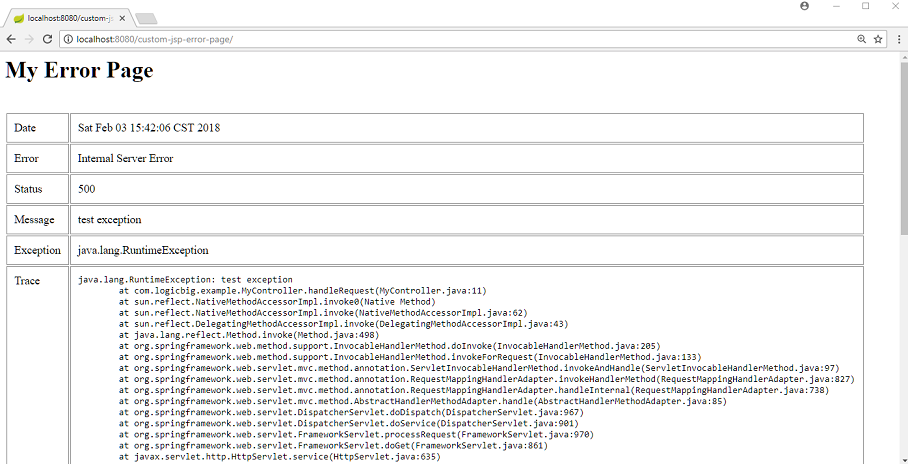 localhost:8080/custom-js
localhost:8080/custom-jsp-error-page/
My Error Page
Date Sat Feb 03 15:42:06 CST 2018
Error Internal Server Error
Status 500
Message test exception
Exception java.lang.RuntimeException
Trace java.lang.RuntimeException: test exception
at com.logicbig.example.MyController.handleRequest(MyController.java:11)
at sun.reflect.NativeMethodAccessorImpl.invoke0(Native Method)
at sun.reflect.NativeMethodAccessorImpl.invoke(NativeMethodAccessorImpl.java:62)
at sun.reflect.DelegatingMethodAccessorImpl.invoke(DelegatingMethodAccessorImpl.java:43)
at java.lang.reflect.Method.invoke(Method.java:498)
at org.springframework.web.method.support.InvocableHandlerMethod.doInvoke(InvocableHandlerMethod.java:205)
at org.springframework.web.method.support.InvocableHandlerMethod.invokeForRequest(InvocableHandlerMethod.java:133)
at org.springframework.web.servlet.mvc.method.annotation.ServletInvocableHandlerMethod.invokeAndHandle(ServletInvocableHandlerMethod.java:97)
at org.springframework.web.servlet.mvc.method.annotation.RequestMappingHandlerAdapter.invokeHandlerMethod(RequestMappingHandlerAdapter.java:827)
at org.springframework.web.servlet.mvc.method.annotation.RequestMappingHandlerAdapter.handleInternal(RequestMappingHandlerAdapter.java:738)
at org.springframework.web.servlet.mvc.method.AbstractHandlerMethodAdapter.handle(AbstractHandlerMethodAdapter.java:85)
at org.springframework.web.servlet.DispatcherServlet.doDispatch(DispatcherServlet.java:967)
at org.springframework.web.servlet.DispatcherServlet.doService(DispatcherServlet.java:901)
at org.springframework.web.servlet.FrameworkServlet.processRequest(FrameworkServlet.java:970)
at org.springframework.web.servlet.FrameworkServlet.doGet(FrameworkServlet.java:861)
at javax.servlet.http.HttpServlet.service(HttpServlet.java:635)